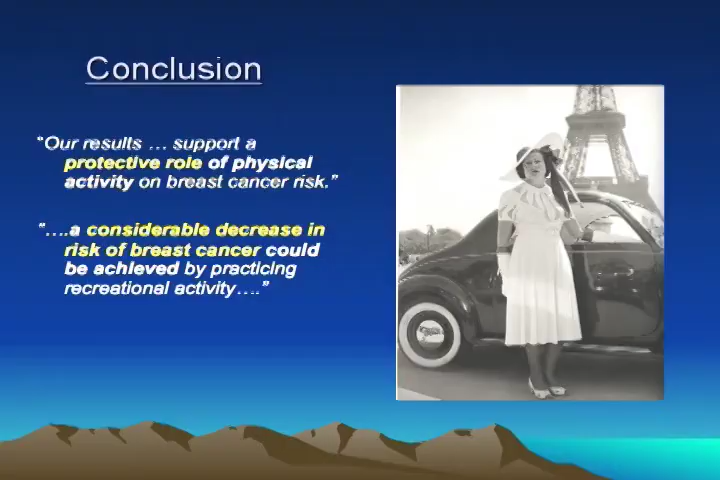 Conclusion
"Our results … support a
protective role of physical
activity on breast cancer risk."
"….a considerable decrease in
risk of breast cancer could
be achieved by practicing
recreational activity…."